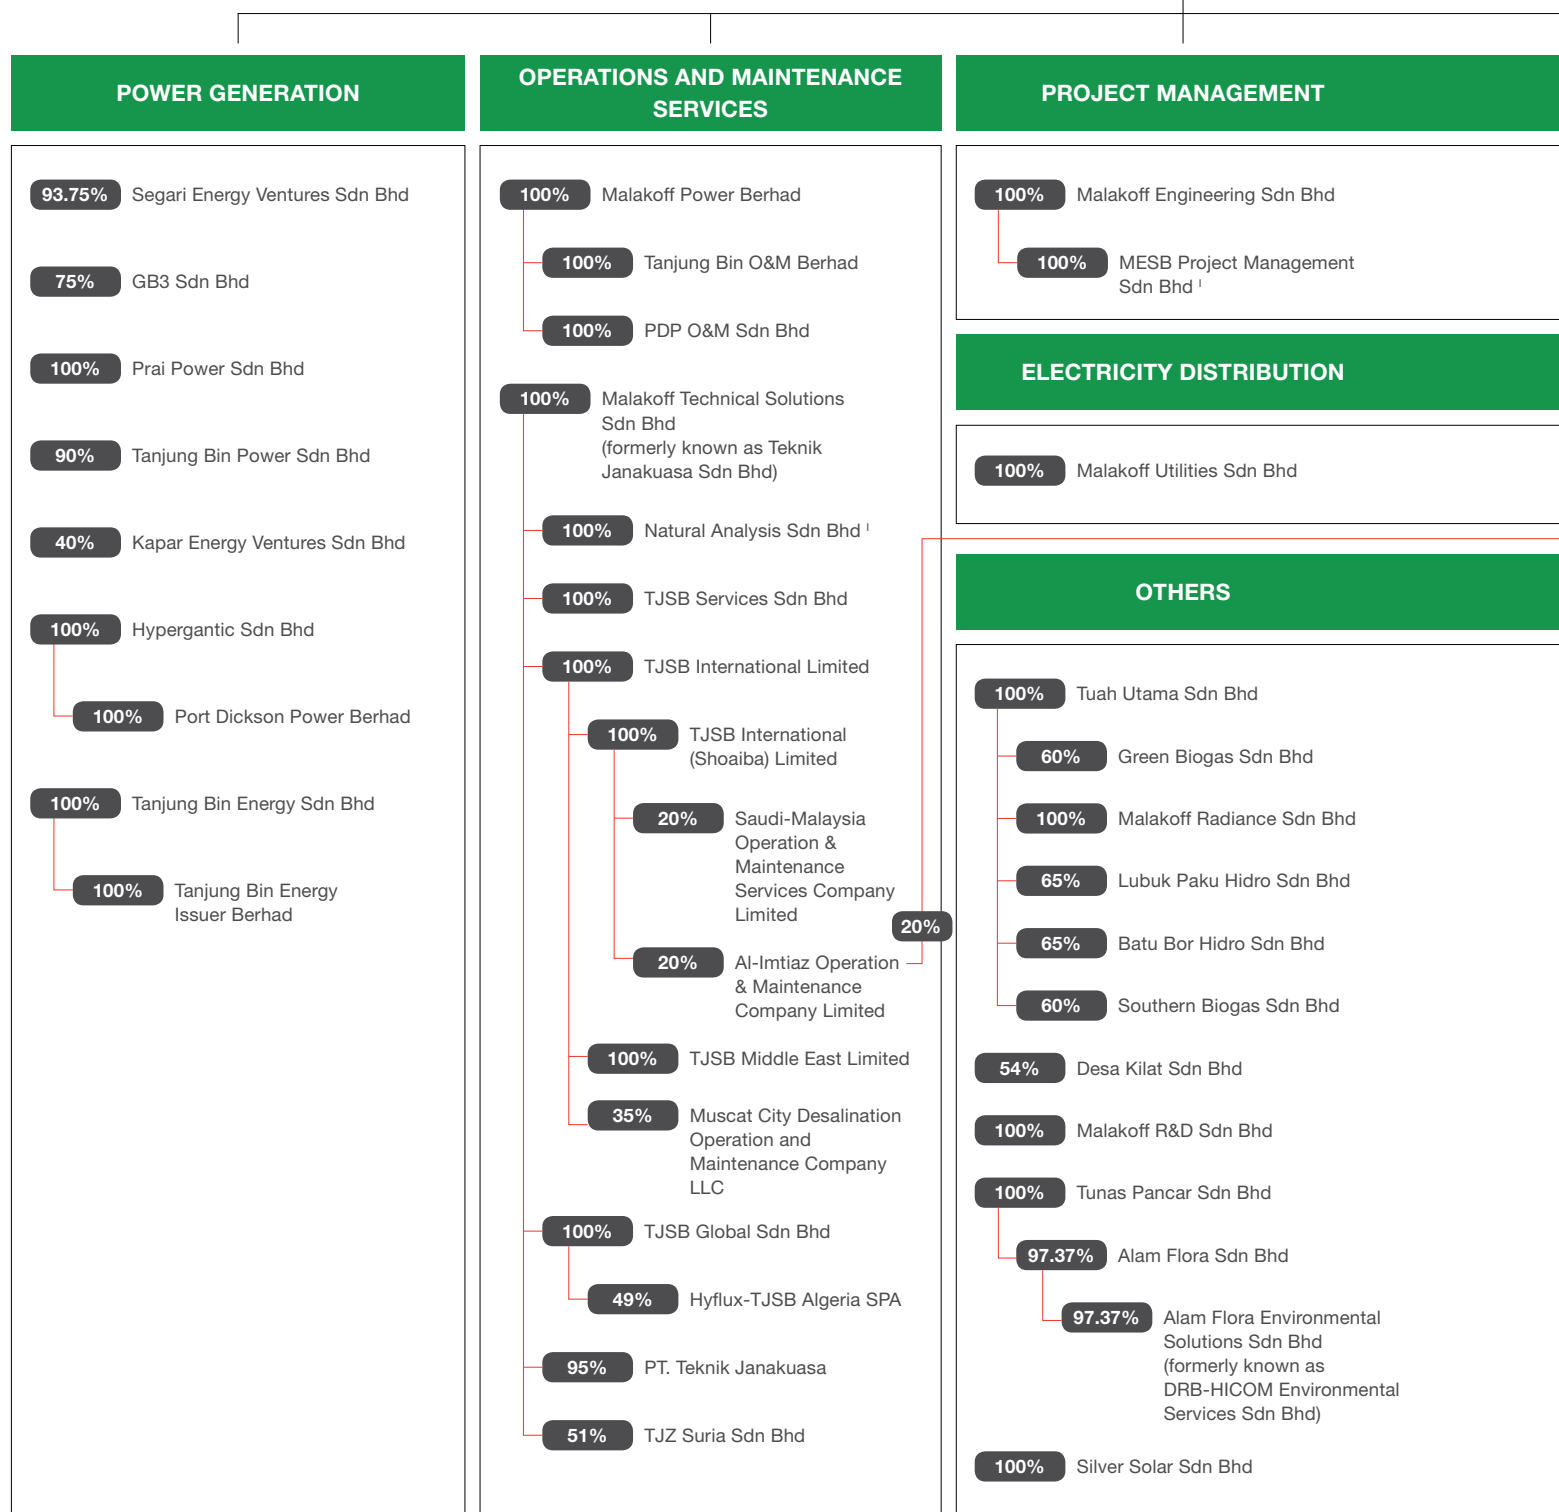 POWER GENERATION
93.75% Segari Energy Ventures Sdn Bhd
75% GB3 Sdn Bhd
100% Prai Power Sdn Bhd
90% Tanjung Bin Power Sdn Bhd
40% Kapar Energy Ventures Sdn Bhd
100% Hypergantic Sdn Bhd
100% Port Dickson Power Berhad
100% Tanjung Bin Energy Sdn Bhd
100% Tanjung Bin Energy
Issuer Berhad
OPERATIONS AND MAINTENANCE
SERVICES
100% Malakoff Power Berhad
100% Tanjung Bin O&M Berhad
100% PDP O&M Sdn Bhd
100% Malakoff Technical Solutions
Sdn Bhd
(formerly known as Teknik
Janakuasa Sdn Bhd)
100% Natural Analysis Sdn Bhd I
100% TJSB Services Sdn Bhd
100% TJSB International Limited
100% TJSB International
(Shoaiba) Limited
20% Saudi-Malaysia
Operation &
Maintenance
Services Company
Limited
20%
20% Al-Imtiaz Operation
& Maintenance
Company Limited
100% TJSB Middle East Limited
35% Muscat City Desalination
Operation and
Maintenance Company
LLC
100% TJSB Global Sdn Bhd
49% Hyflux-TJSB Algeria SPA
95% PT. Teknik Janakuasa
51% TJZ Suria Sdn Bhd
PROJECT MANAGEMENT
100% Malakoff Engineering Sdn Bhd
100% MESB Project Management
Sdn Bhd I
ELECTRICITY DISTRIBUTION
100% Malakoff Utilities Sdn Bhd
OTHERS
100% Tuah Utama Sdn Bhd
60% Green Biogas Sdn Bhd
100% Malakoff Radiance Sdn Bhd
65% Lubuk Paku Hidro Sdn Bhd
65% Batu Bor Hidro Sdn Bhd
60% Southern Biogas Sdn Bhd
54% Desa Kilat Sdn Bhd
100% Malakoff R&D Sdn Bhd
100% Tunas Pancar Sdn Bhd
97.37% Alam Flora Sdn Bhd
97.37% Alam Flora Environmental
Solutions Sdn Bhd
(formerly known as
DRB-HICOM Environmental
Services Sdn Bhd)
100% Silver Solar Sdn Bhd